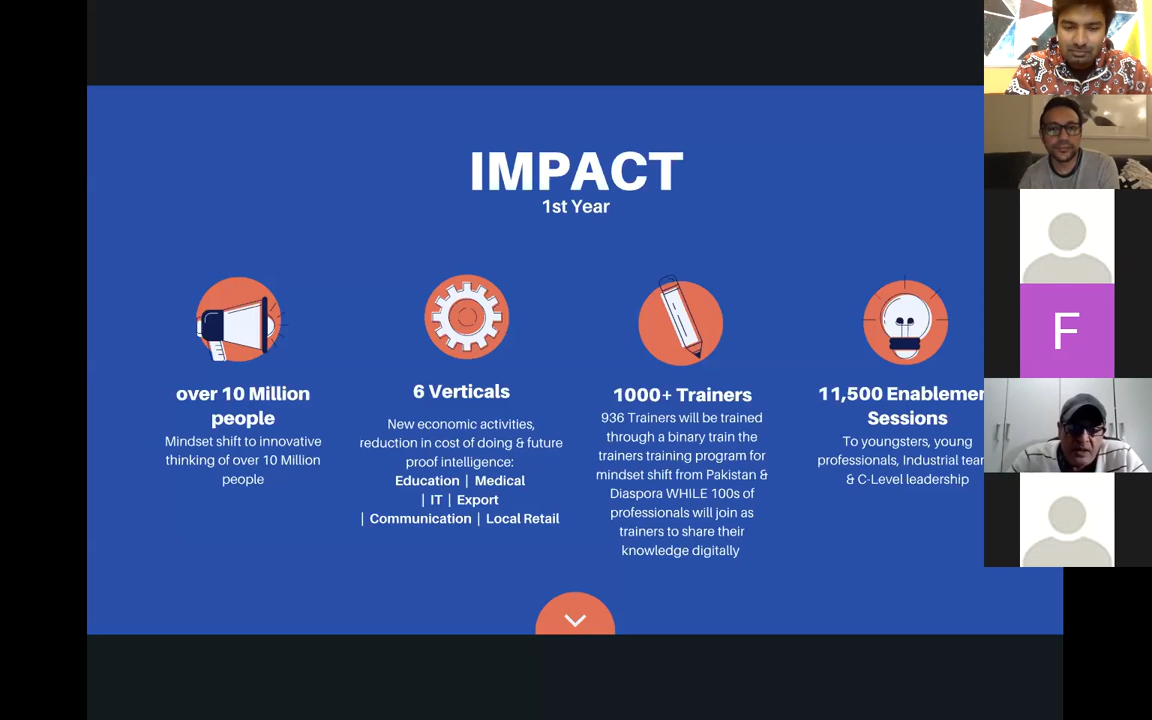 IMPACT
1st Year
over 10 Million
people
Mindset shift to innovative
thinking of over 10 Million
people
6 Verticals
New economic activities,
reduction in cost of doing & future
proof intelligence:
Education | Medical
| IT | Export
| Communication | Local Retail
1000+ Trainers
936 Trainers will be trained
through a binary train the
trainers training program for
mindset shift from Pakistan &
Diaspora WHILE 100s of
professionals will join as
trainers to share their
knowledge digitally
11,500
Sessions
To youngsters, young
professionals, Industrial
& C-Level leadership
F